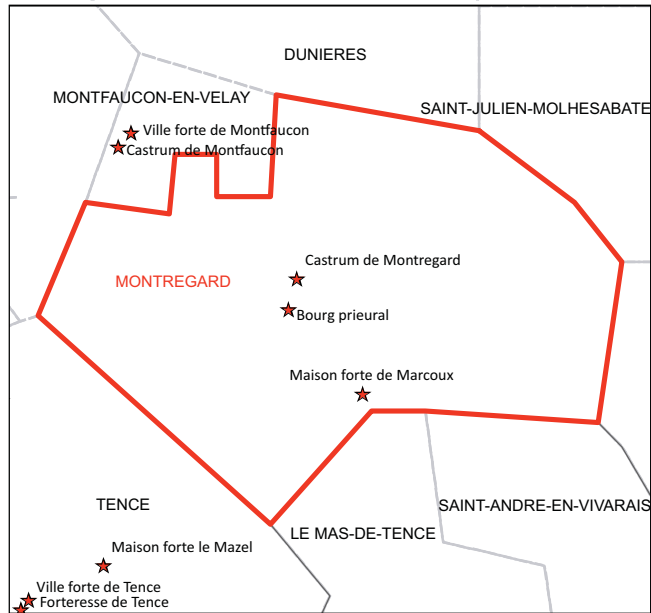 DUNIERES
MONTFAUCON-EN-VELAY
SAINT-JULIEN-MOLHESABATE
Ville forte de Montfaucon
Castrum de Montfaucon
Castrum de Montregard
MONTREGARD
Bourg prieural
Maison forte de Marcoux
TENCE
SAINT-ANDRE-EN-VIVARAIS
LE MAS-DE-TENCE
Maison forte le Mazel
Ville forte de Tence
Forteresse de Tence